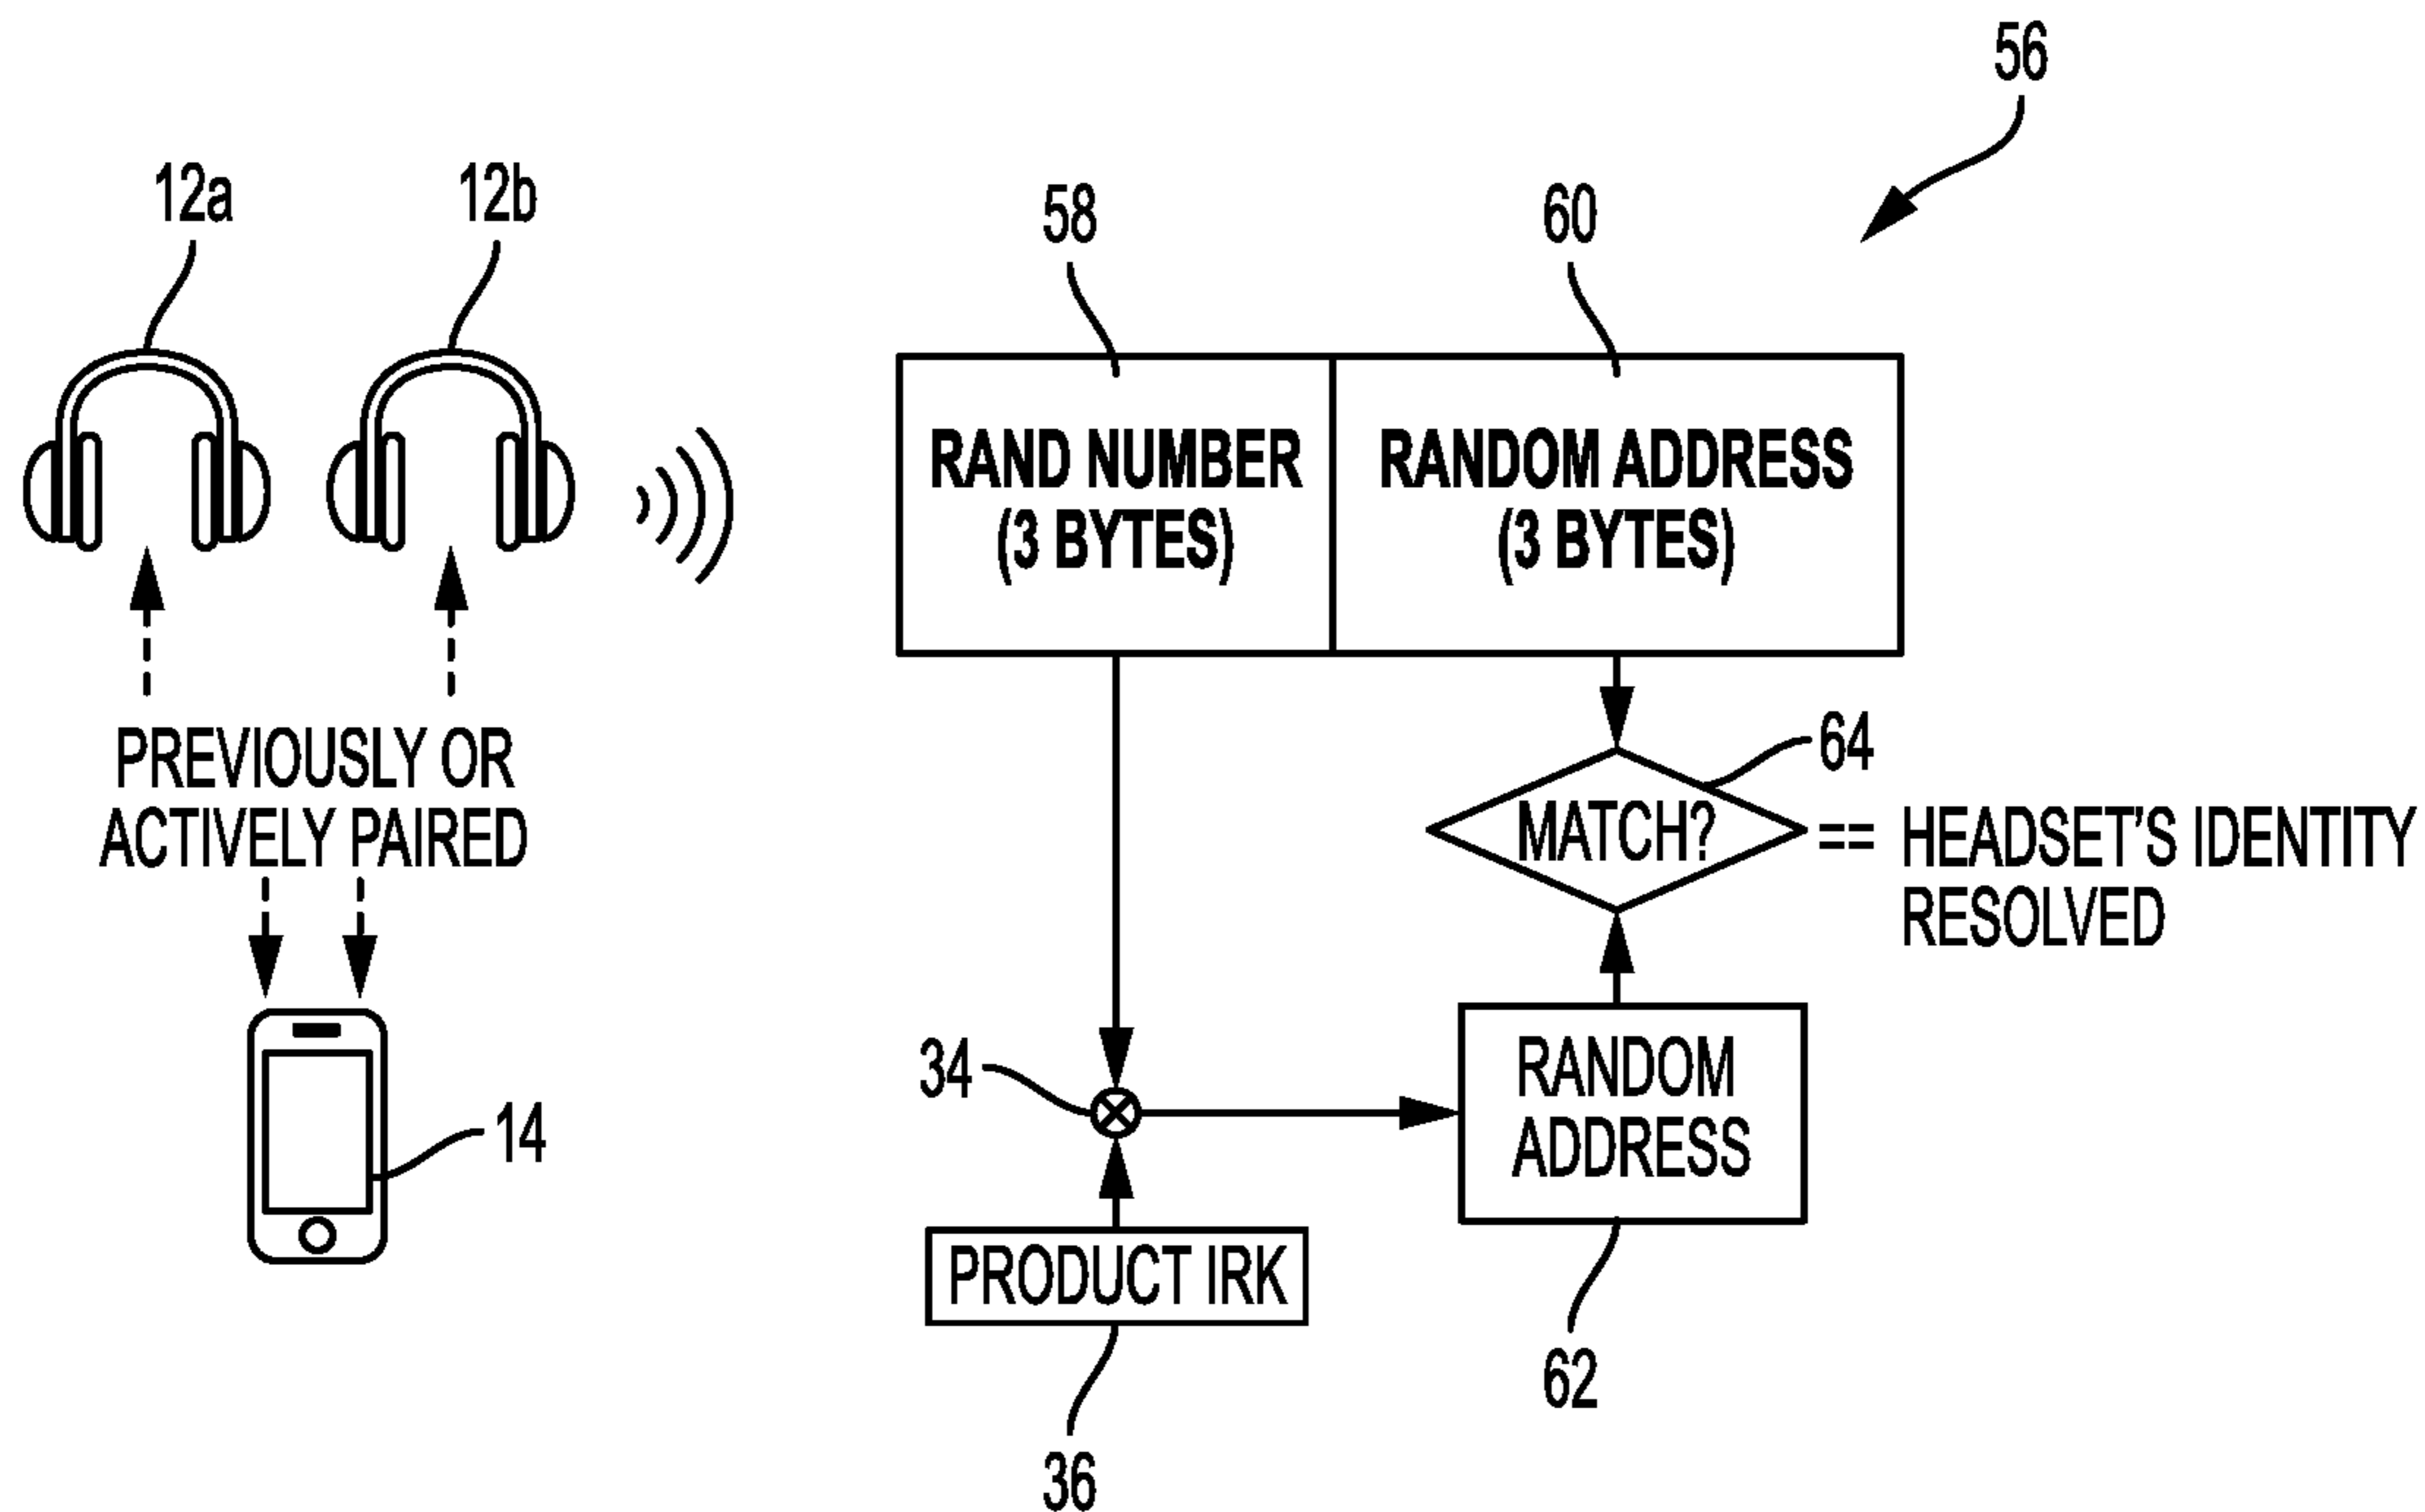 56
12a
12b
58
60
RAND NUMBER
(3 BYTES)
RANDOM ADDRESS
(3 BYTES)
PREVIOUSLY OR
ACTIVELY PAIRED
64
MATCH?
== HEADSET'S IDENTITY
RESOLVED
34
RANDOM
ADDRESS
14
PRODUCT IRK
62
36